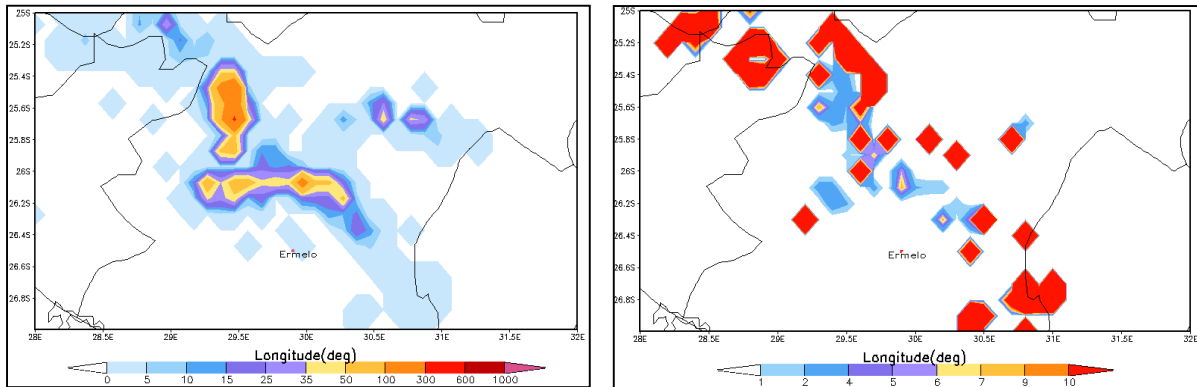 25S
25.2S
25.4S
25.6S
25.8S
26S
26.2S
26.4S
26.6S
26.8S
Ermelo
28E 28.5E 29E 29.5E 30E 30.5E 31E 31.5E 32E
Longitude(deg)
0 5 10 15 25 35 50 100 300 600 1000
25S
25.2S
25.4S
25.6S
25.8S
26S
26.2S
26.4S
26.6S
26.8S
Ermelo
28E 28.5E 29E 29.5E 30E 30.5E 31E 31.5E 32E
Longitude(deg)
1 2 4 5 6 7 9 10